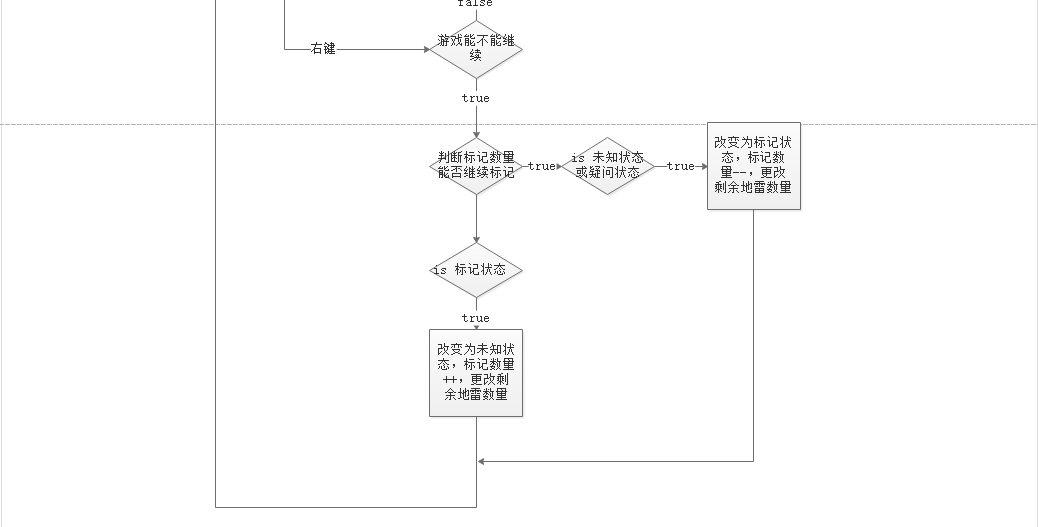 false
游戏能不能继
续
右键
true
判断标记数量
能否继续标记
true
is 未知状态
或疑问状态
true
改变为标记状
态，标记数
量--，更改
剩余地雷数量
is 标记状态
true
改变为未知状
态，标记数量
++，更改剩
余地雷数量